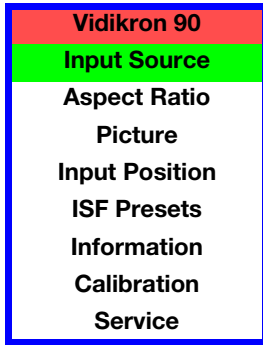 Vidikron 90
Input Source
Aspect Ratio
Picture
Input Position
ISF Presets
Information
Calibration
Service